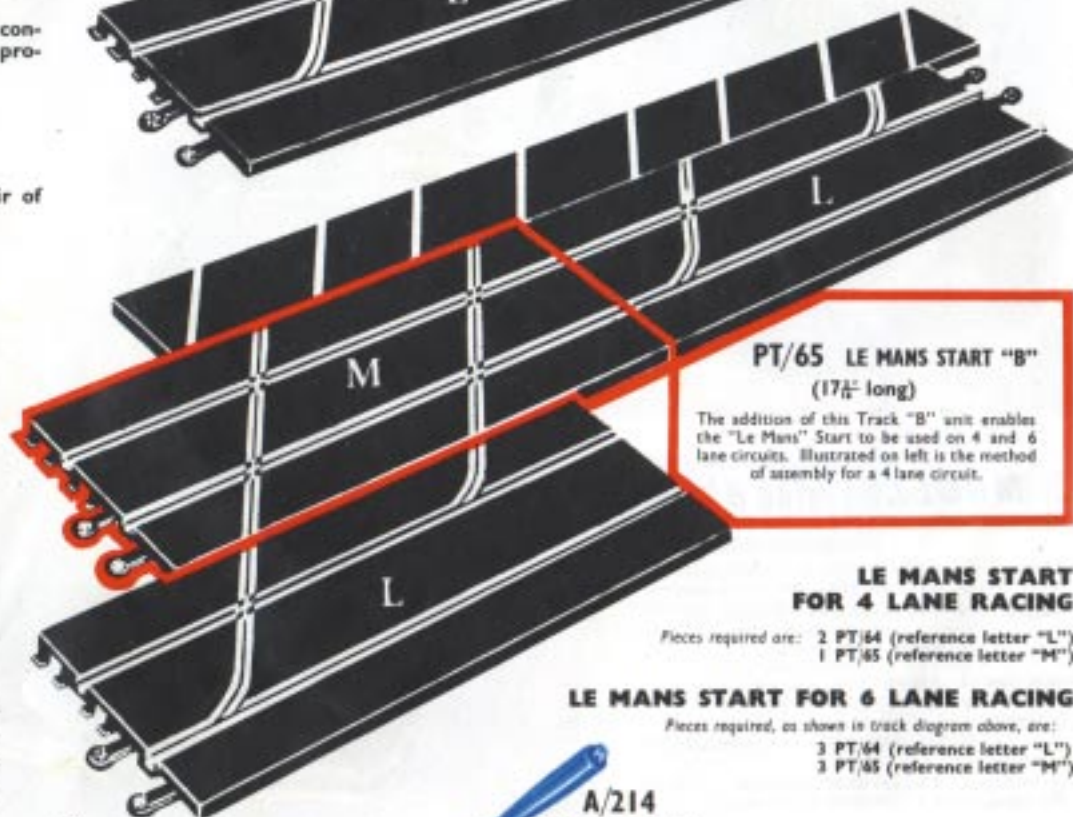 con-
pro-
ir of
L
M
L
PT/65 LE MANS START "B"
(17 long)
The addition of this Track "B" unit enables
the "Le Mans" Start to be used on 4 and 6
lane circuits. Illustrated on left is the method
of assembly for a 4 lane circuit.
LE MANS START
FOR 4 LANE RACING
Pieces required are: 2 PT/64 (reference letter "L")
1 PT/65 (reference letter "M")
LE MANS START FOR 6 LANE RACING
Pieces required, as shown in track diagram above, are:
3 PT/64 (reference letter "L")
3 PT/65 (reference letter "M")
A/214